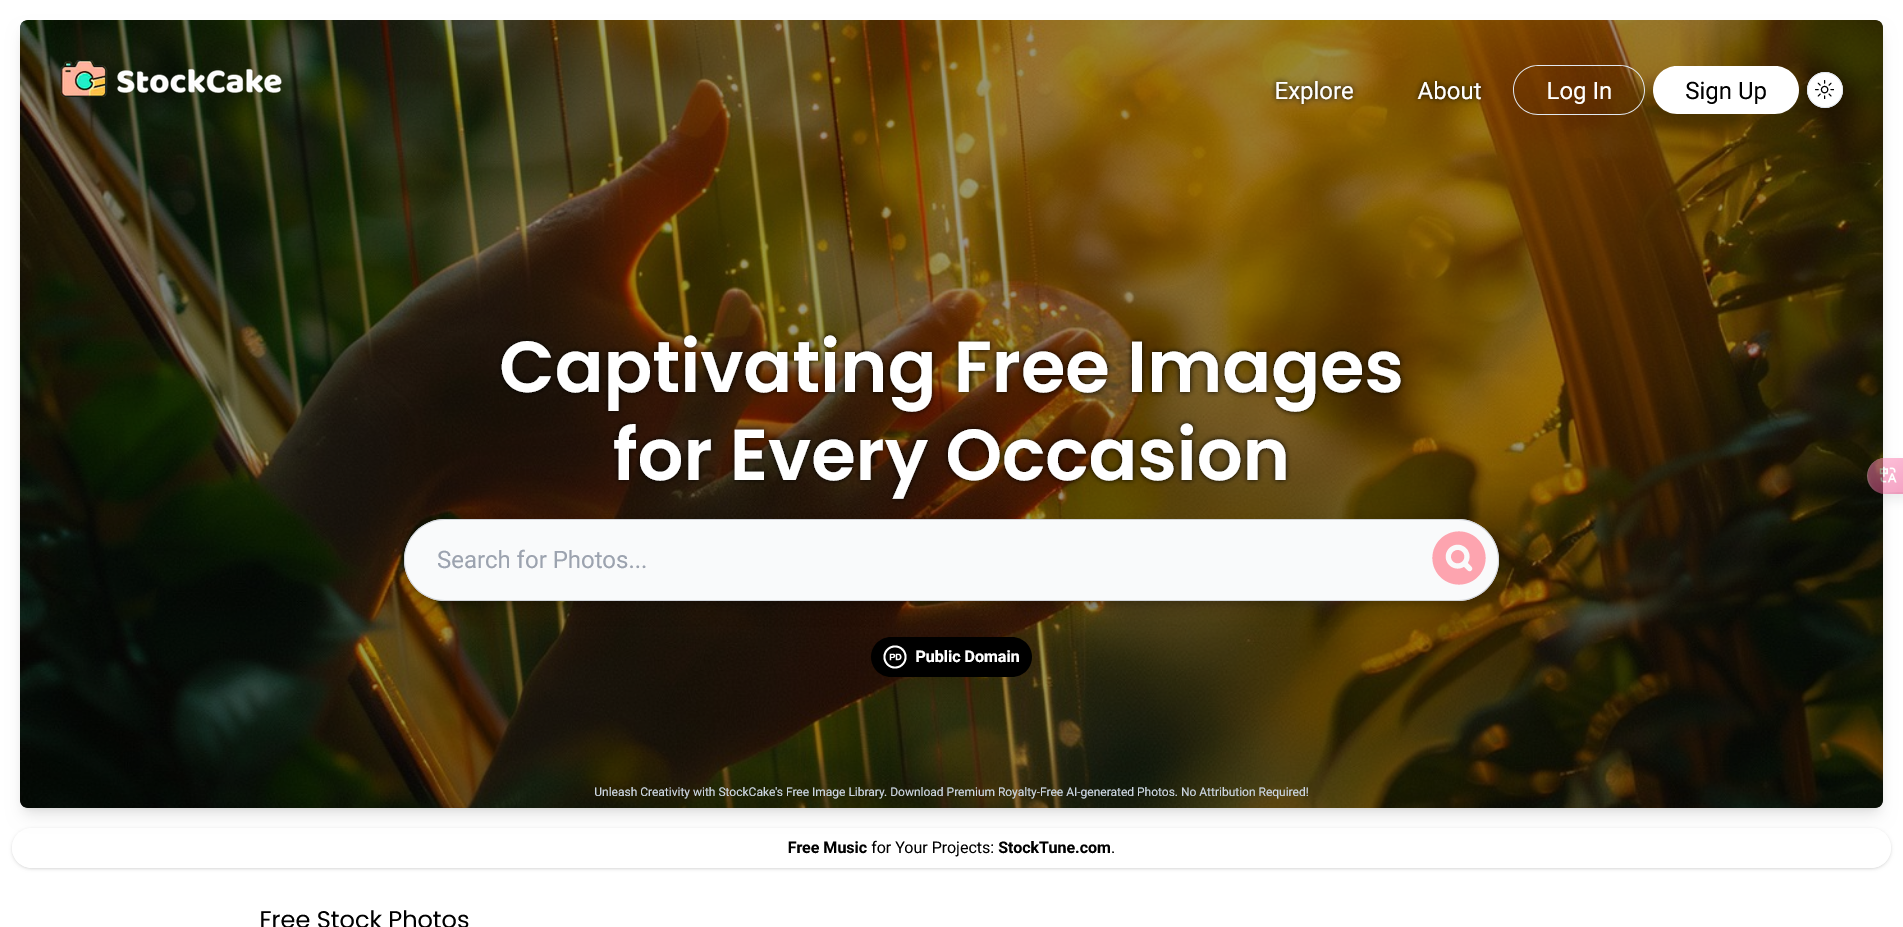 StockCake
Explore
About
Log In
Sign Up
Captivating Free Images
for Every Occasion
Search for Photos...
PD Public Domain
Unleash Creativity with StockCake's Free Image Library. Download Premium Royalty-Free AI-generated Photos. No Attribution Required!
Free Music for Your Projects: StockTune.com.
Free Stock Photos